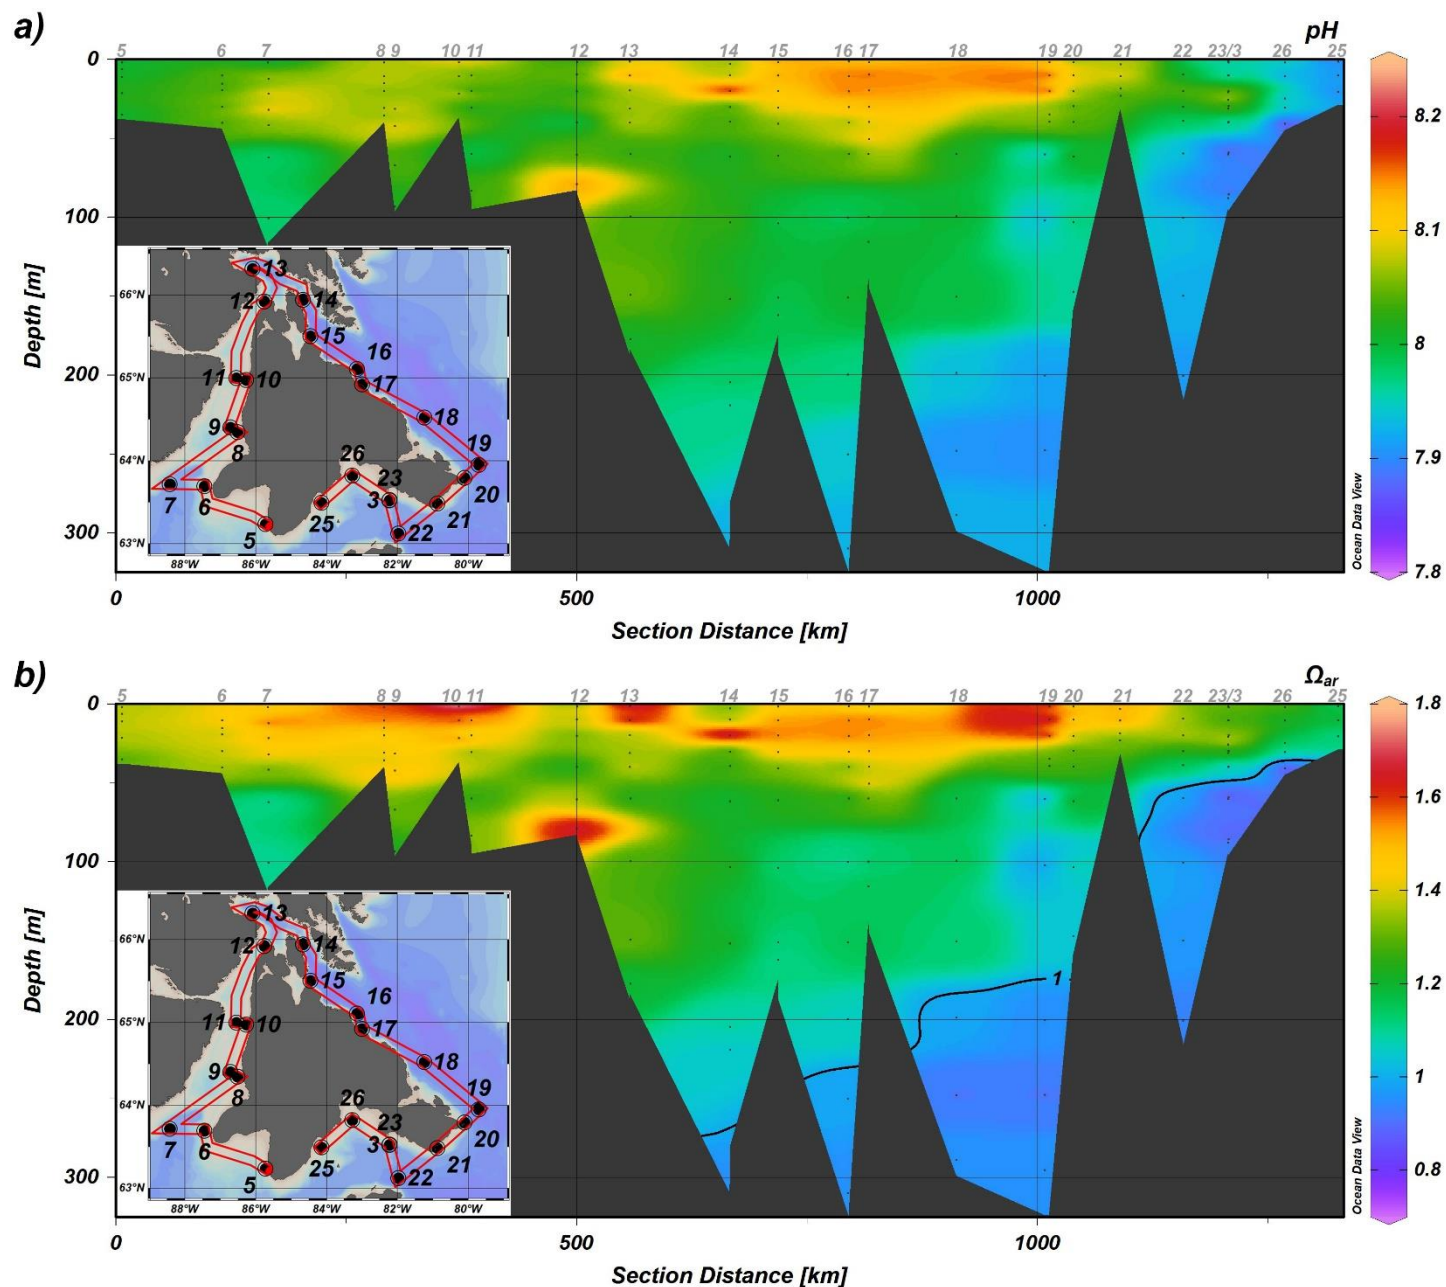 a)
pH
5 6 7 8 9 10 11 12 13 14 15 16 17 18 19 20 21 22 23/3 26 25
0
100
200
300
Depth [m]
8.2
8.1
8
7.9
7.8
Ocean Data View
13
12
14
15
16
11
10
17
18
9
8
19
26
23
20
7
6
3
25
21
5
22
66°N
65°N
64°N
63°N
88°W 86°W 84°W 82°W 80°W
0 500 1000
Section Distance [km]
b)
Ωar
5 6 7 8 9 10 11 12 13 14 15 16 17 18 19 20 21 22 23/3 26 25
0
100
200
300
Depth [m]
1
1.8
1.6
1.4
1.2
1
0.8
Ocean Data View
13
12
14
15
16
11
10
17
18
9
8
19
26
23
20
7
6
3
25
21
5
22
66°N
65°N
64°N
63°N
88°W 86°W 84°W 82°W 80°W
0 500 1000
Section Distance [km]